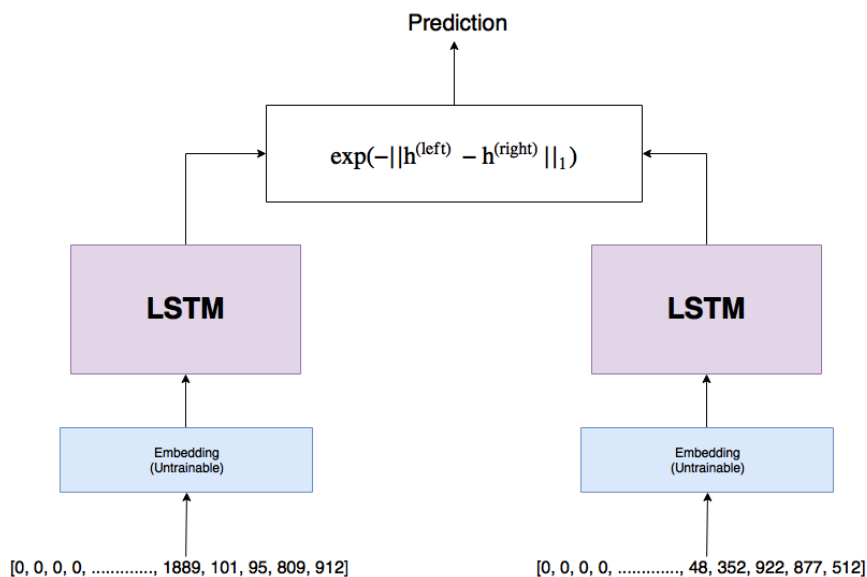 Prediction
exp(−||h^(left) − h^(right)||₁)
LSTM
LSTM
Embedding
(Untrainable)
Embedding
(Untrainable)
[0, 0, 0, 0, ............., 1889, 101, 95, 809, 912]
[0, 0, 0, 0, ............., 48, 352, 922, 877, 512]